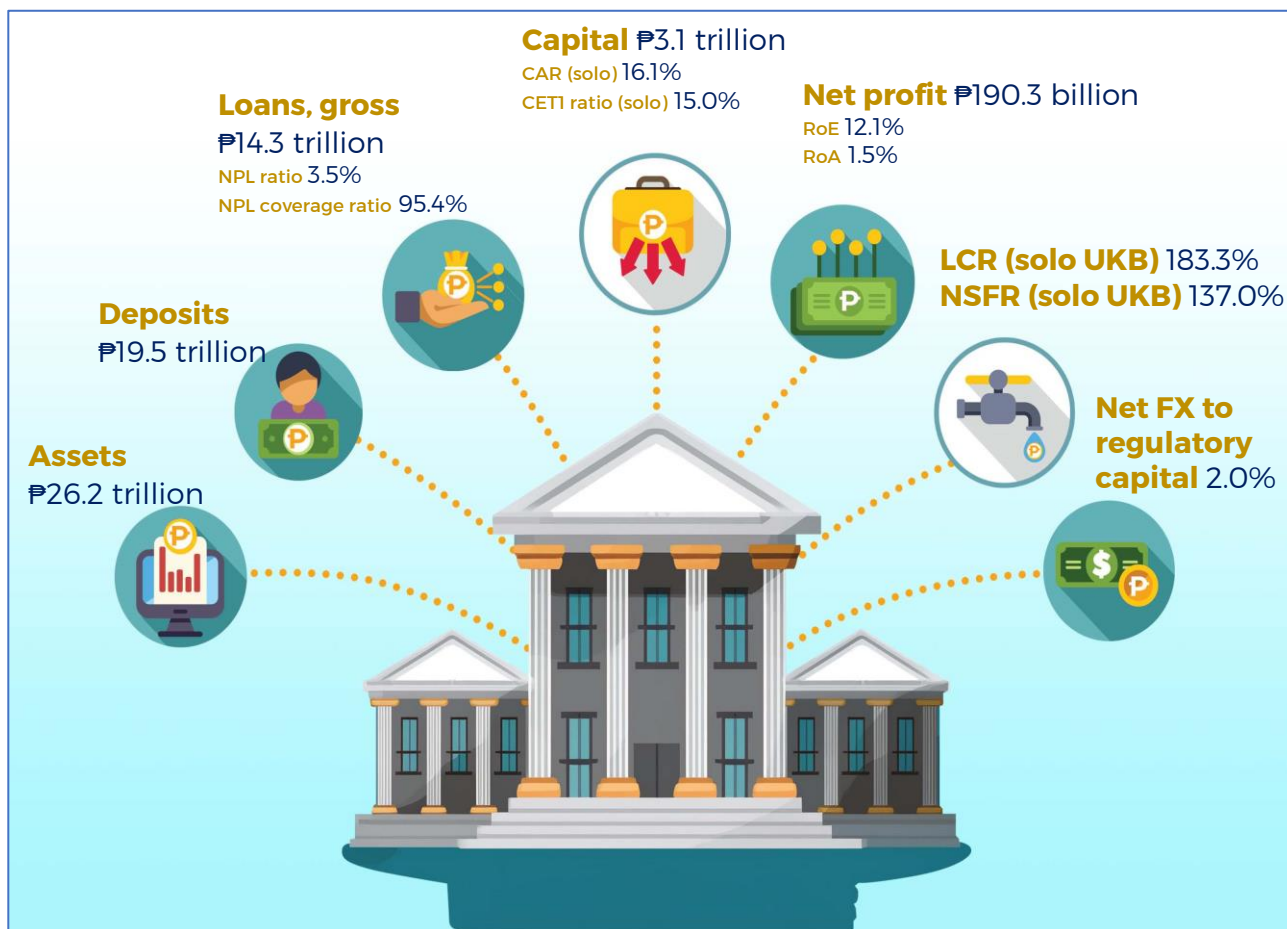 Capital ₱3.1 trillion
CAR (solo) 16.1%
CET1 ratio (solo) 15.0%
Loans, gross
₱14.3 trillion
NPL ratio 3.5%
NPL coverage ratio 95.4%
Net profit ₱190.3 billion
RoE 12.1%
RoA 1.5%
LCR (solo UKB) 183.3%
NSFR (solo UKB) 137.0%
Deposits
₱19.5 trillion
Net FX to
regulatory
capital 2.0%
Assets
₱26.2 trillion